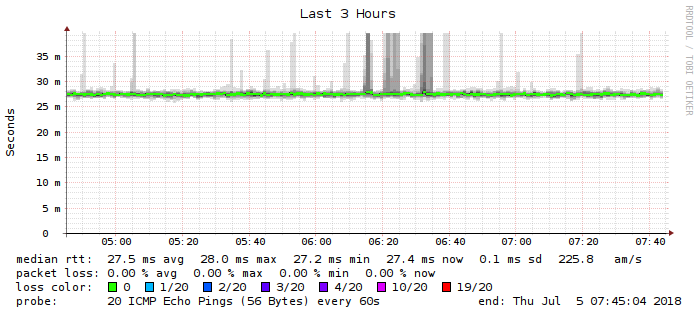 Last 3 Hours
RRDTOOL / TOBI OETIKER
Seconds
35 m
30 m
25 m
20 m
15 m
10 m
5 m
0
05:00 05:20 05:40 06:00 06:20 06:40 07:00 07:20 07:40
median rtt: 27.5 ms avg 28.0 ms max 27.2 ms min 27.4 ms now 0.1 ms sd 225.8 am/s
packet loss: 0.00 % avg 0.00 % max 0.00 % min 0.00 % now
loss color: 0 1/20 2/20 3/20 4/20 10/20 19/20
probe: 20 ICMP Echo Pings (56 Bytes) every 60s end: Thu Jul 5 07:45:04 2018